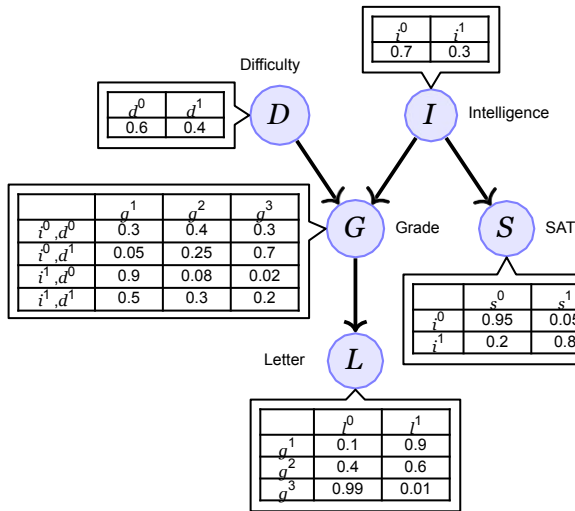 i⁰ i¹
0.7 0.3
Difficulty
d⁰ d¹
0.6 0.4
D
I
Intelligence
g¹ g² g³
i⁰,d⁰ 0.3 0.4 0.3
i⁰,d¹ 0.05 0.25 0.7
i¹,d⁰ 0.9 0.08 0.02
i¹,d¹ 0.5 0.3 0.2
G
Grade
S
SAT
s⁰ s¹
i⁰ 0.95 0.05
i¹ 0.2 0.8
Letter
L
l⁰ l¹
g¹ 0.1 0.9
g² 0.4 0.6
g³ 0.99 0.01